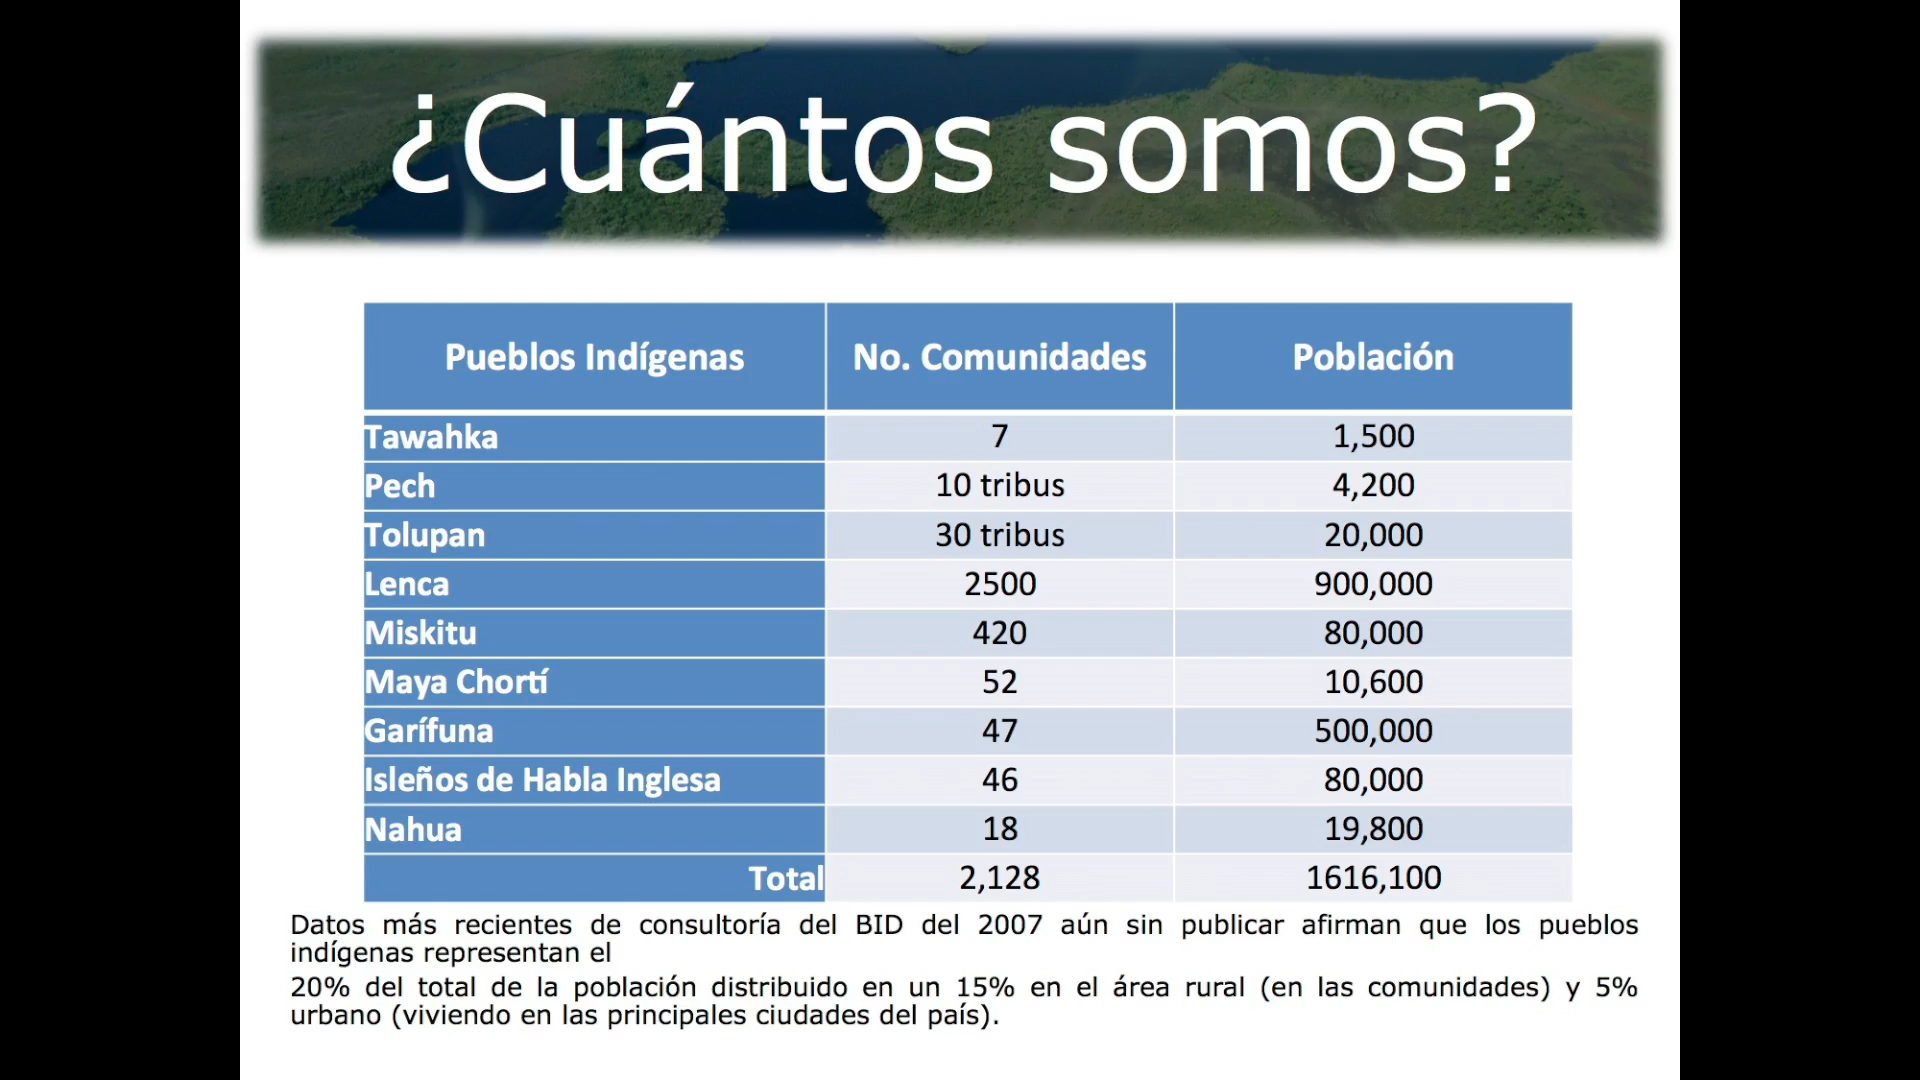 ¿Cuántos somos?
Pueblos Indígenas No. Comunidades Población
Tawahka 7 1,500
Pech 10 tribus 4,200
Tolupan 30 tribus 20,000
Lenca 2500 900,000
Miskitu 420 80,000
Maya Chortí 52 10,600
Garífuna 47 500,000
Isleños de Habla Inglesa 46 80,000
Nahua 18 19,800
Total 2,128 1616,100
Datos más recientes de consultoría del BID del 2007 aún sin publicar afirman que los pueblos
indígenas representan el
20% del total de la población distribuido en un 15% en el área rural (en las comunidades) y 5%
urbano (viviendo en las principales ciudades del país).